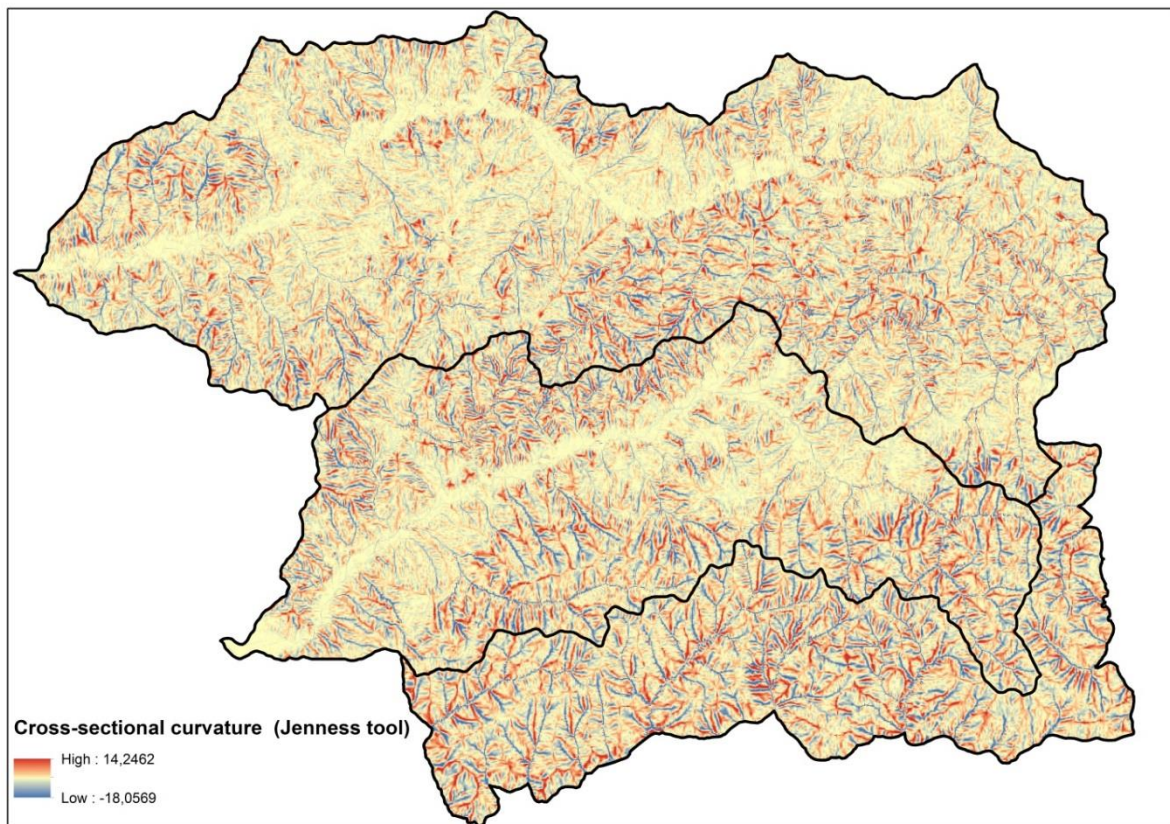 Cross-sectional curvature (Jenness tool)
High : 14,2462
Low : -18,0569